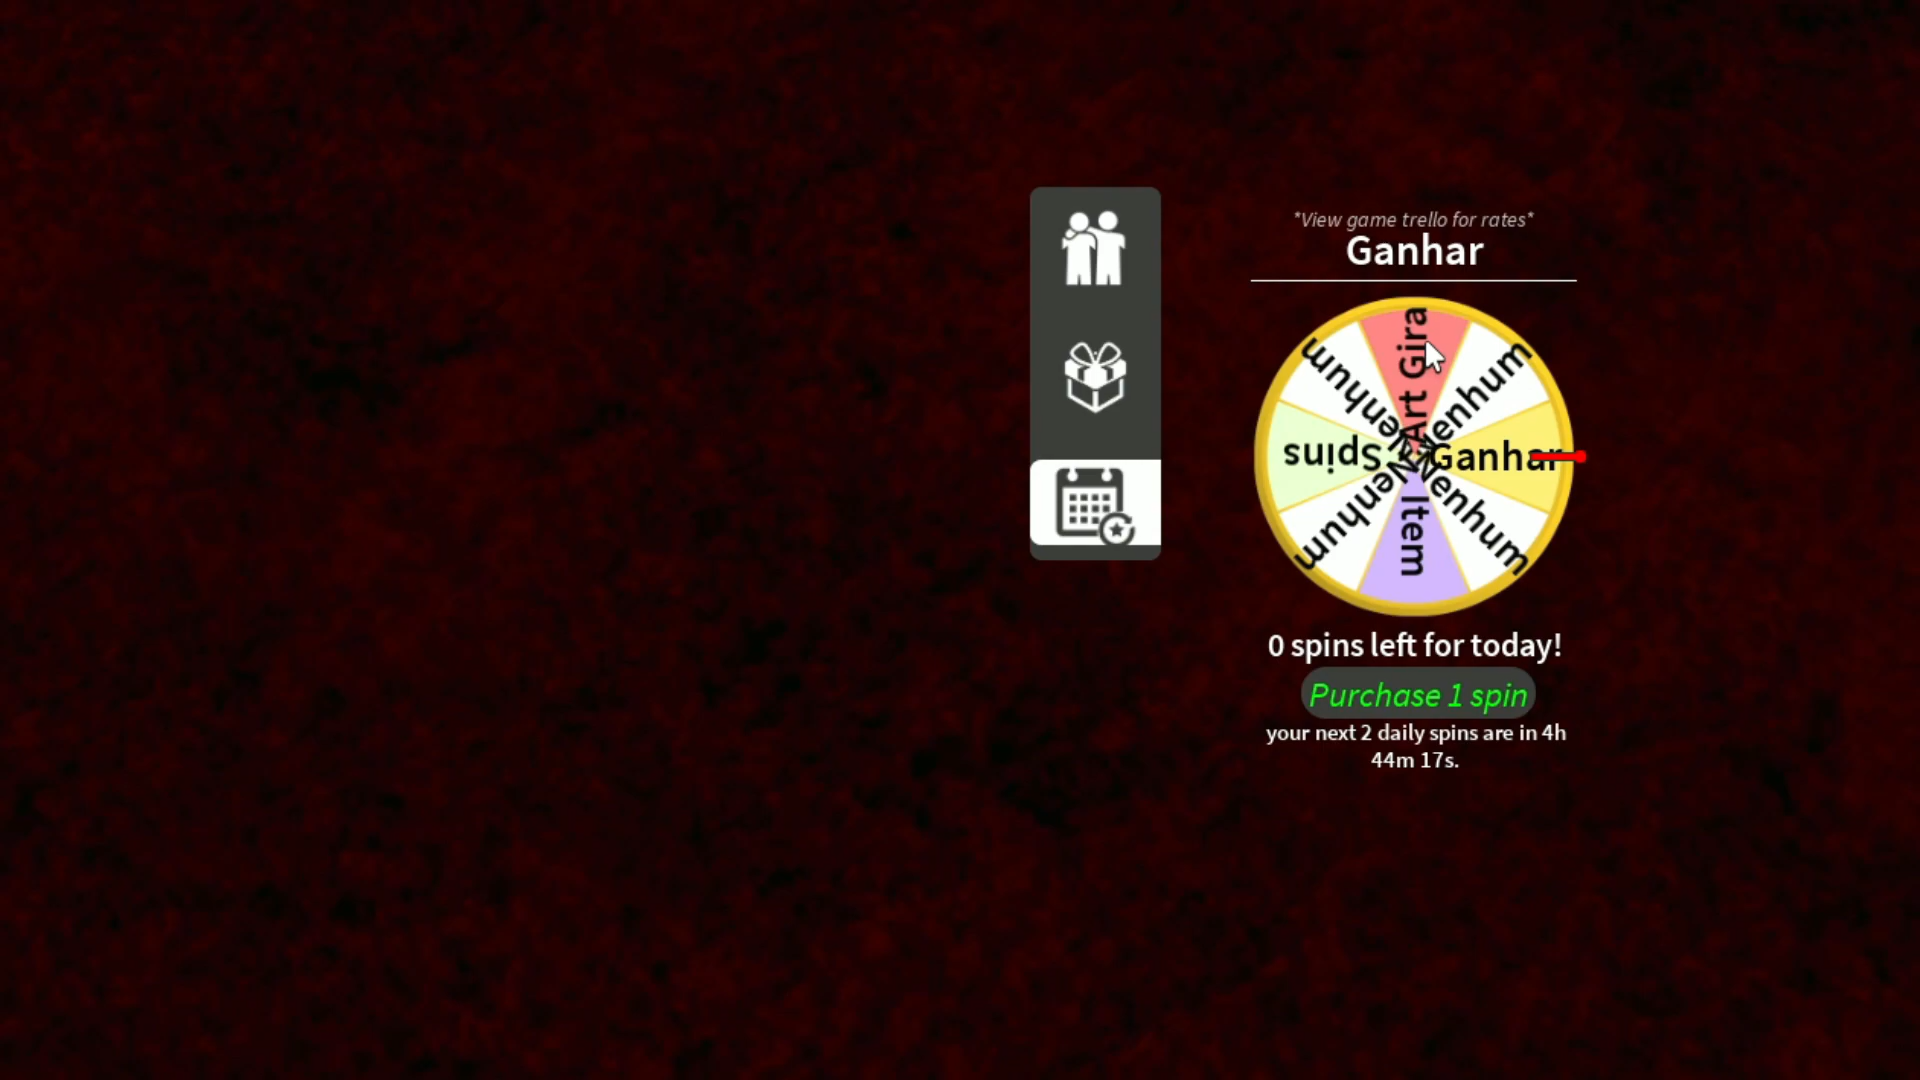 *View game trello for rates*
Ganhar
Art Gira
Nenhum
Ganhar
Nenhum
Item
Nenhum
Spins
Nenhum
0 spins left for today!
Purchase 1 spin
your next 2 daily spins are in 4h
44m 17s.